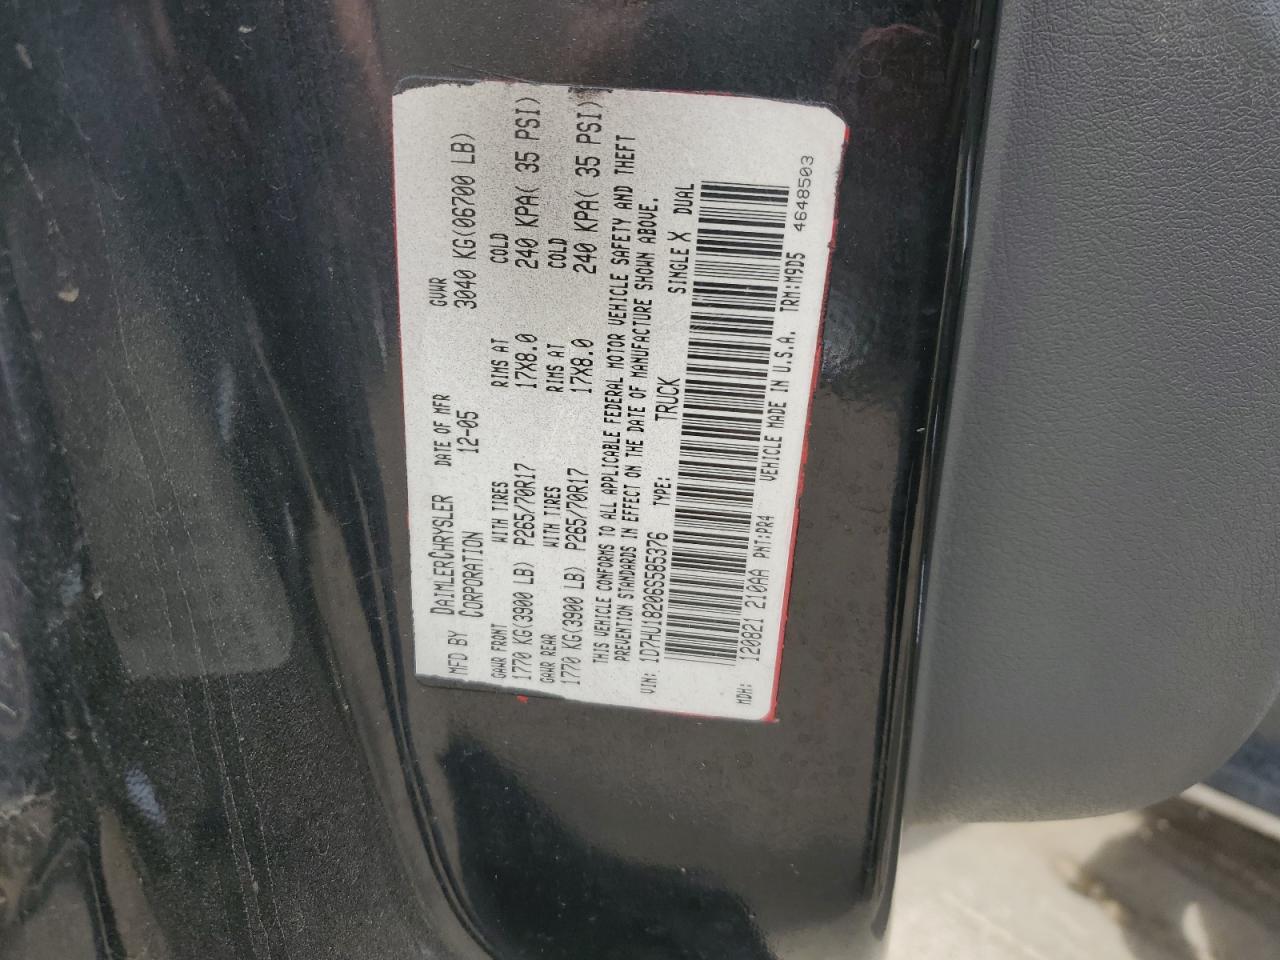 MFD BY DAIMLERCHRYSLER DATE OF MFR GVWR
CORPORATION 12-05 3040 KG(06700 LB)
GAWR FRONT WITH TIRES RIMS AT COLD
1770 KG(3900 LB) P265/70R17 17X8.0 240 KPA( 35 PSI)
GAWR REAR WITH TIRES RIMS AT COLD
1770 KG(3900 LB) P265/70R17 17X8.0 240 KPA( 35 PSI)
THIS VEHICLE CONFORMS TO ALL APPLICABLE FEDERAL MOTOR VEHICLE SAFETY AND THEFT
PREVENTION STANDARDS IN EFFECT ON THE DATE OF MANUFACTURE SHOWN ABOVE.
VIN: 1D7HU18206S585376 TYPE: TRUCK SINGLE X DUAL
MDH: 120821 210AA PNT:PR4 VEHICLE MADE IN U.S.A. TRM:M9D5
4648503